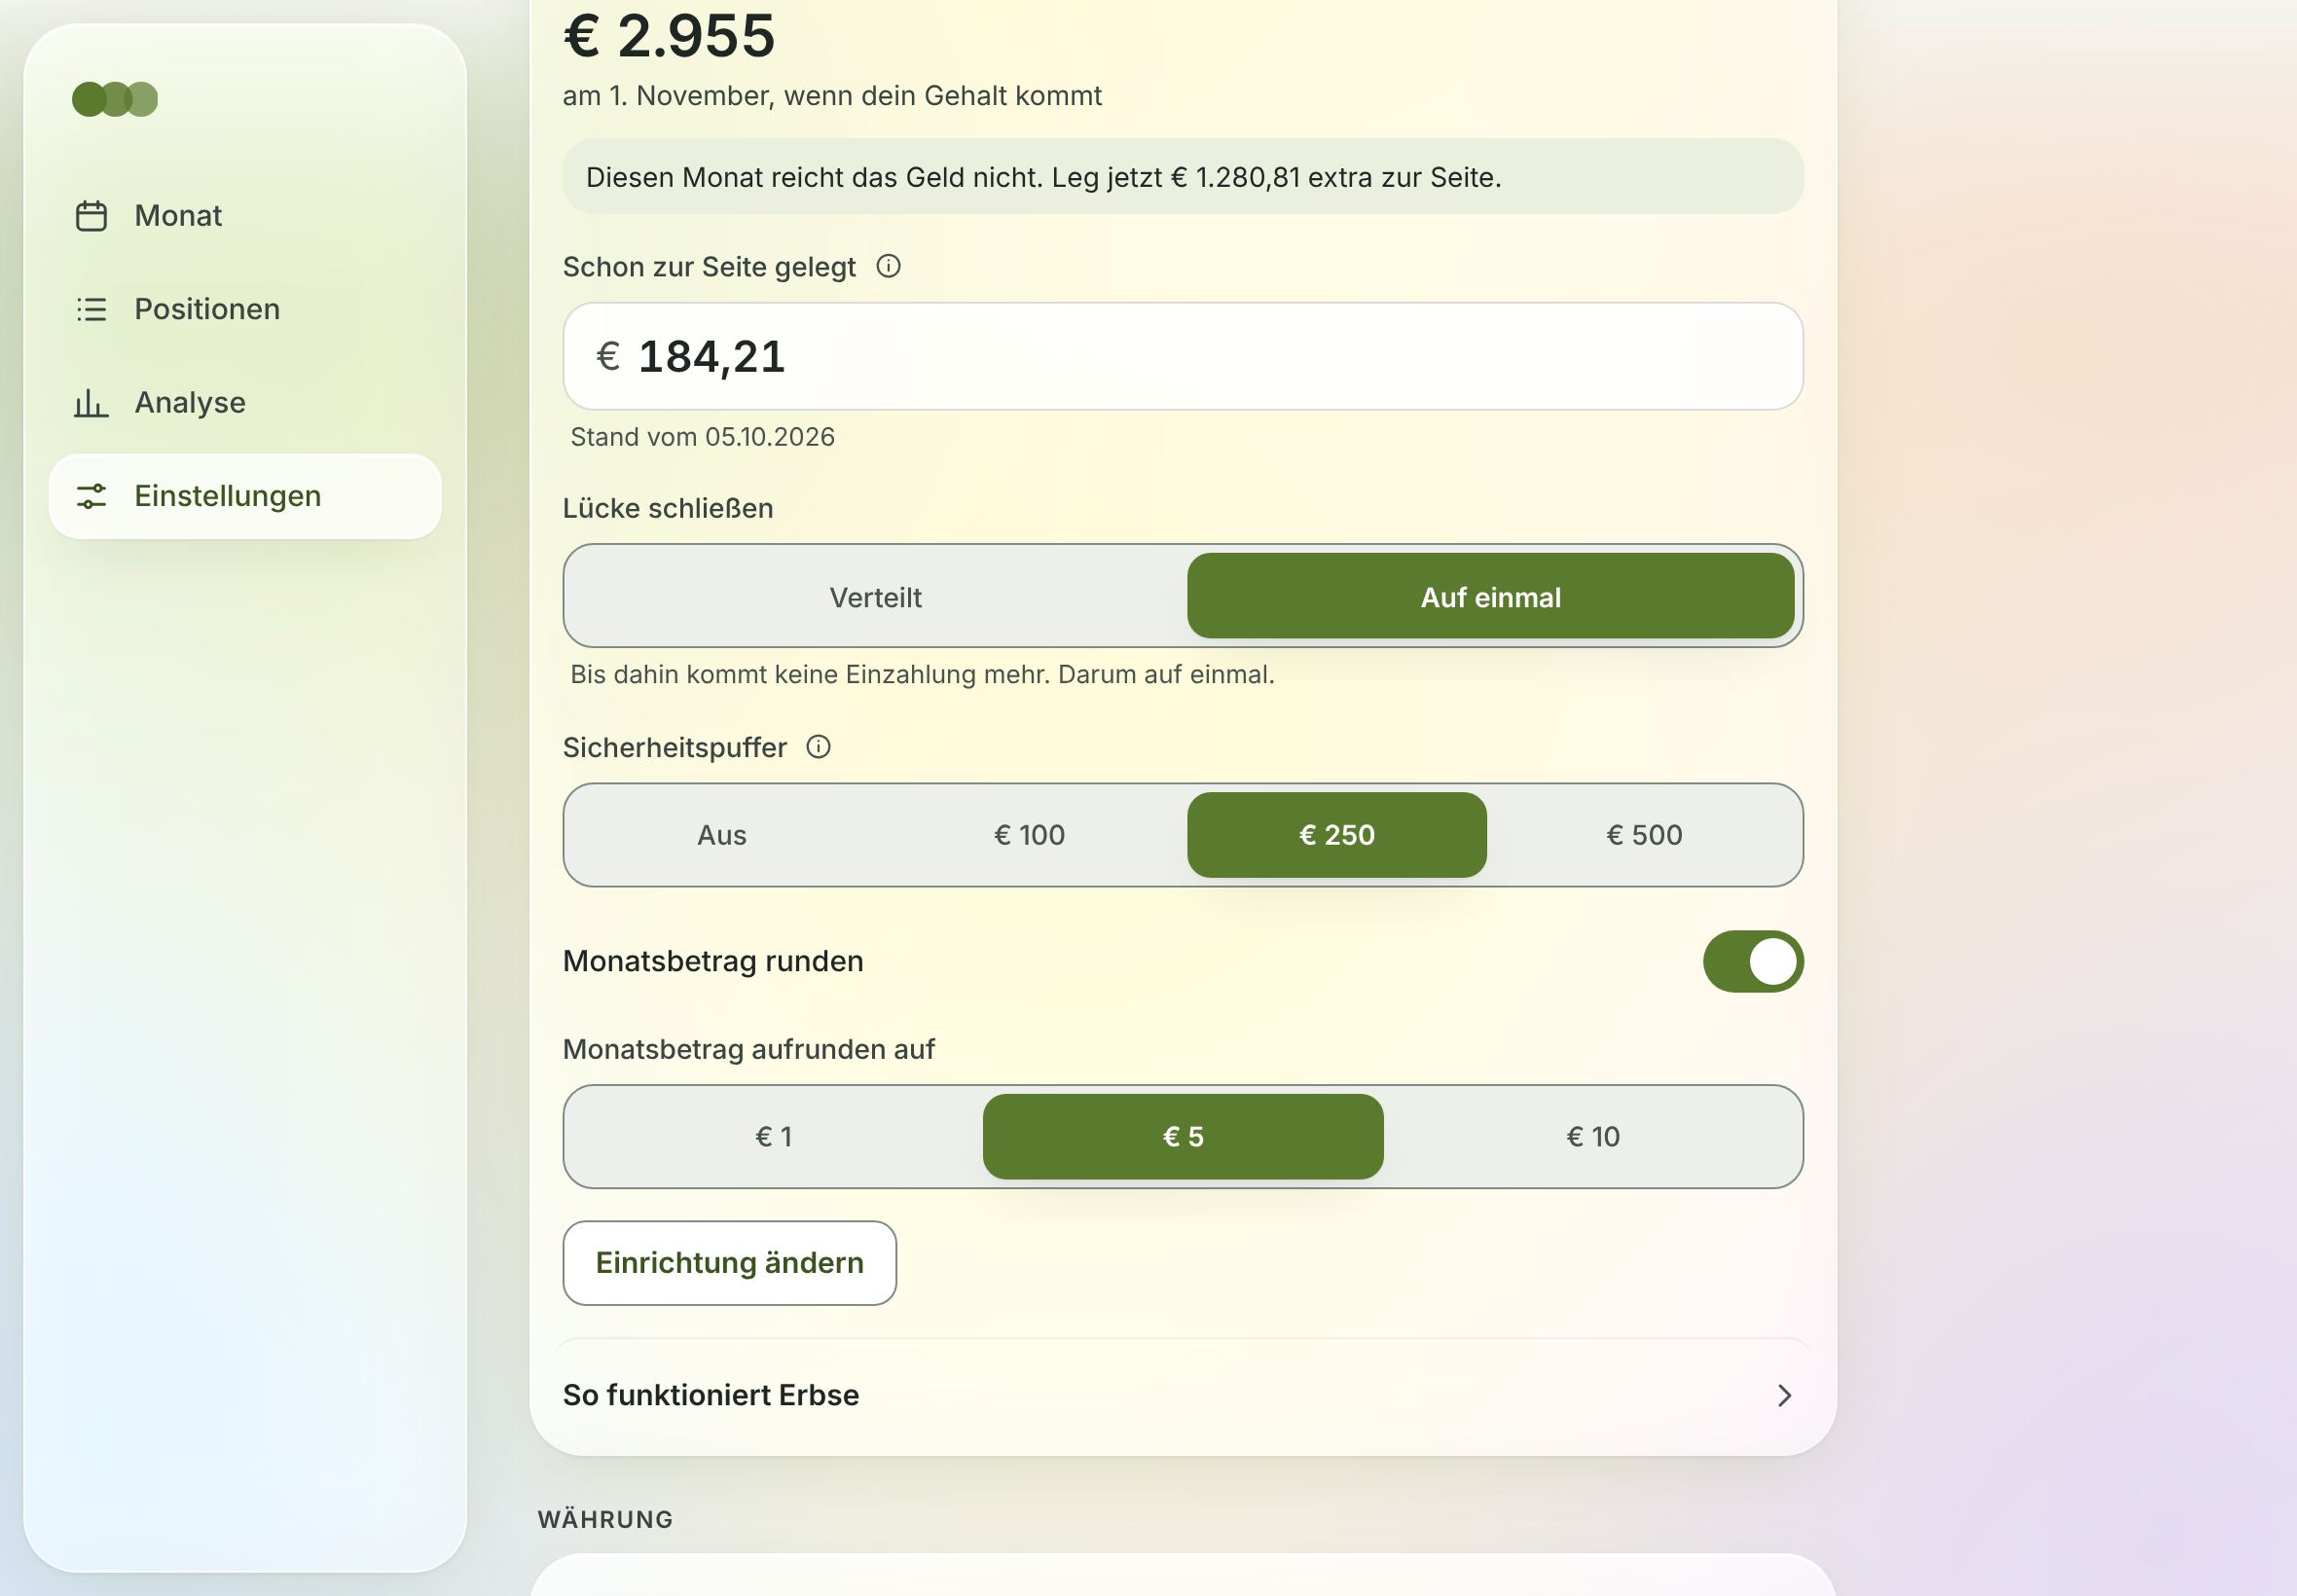 € 2.955
am 1. November, wenn dein Gehalt kommt
Diesen Monat reicht das Geld nicht. Leg jetzt € 1.280,81 extra zur Seite.
Schon zur Seite gelegt
€ 184,21
Stand vom 05.10.2026
Lücke schließen
Verteilt
Auf einmal
Bis dahin kommt keine Einzahlung mehr. Darum auf einmal.
Sicherheitspuffer
Aus
€ 100
€ 250
€ 500
Monatsbetrag runden
Monatsbetrag aufrunden auf
€ 1
€ 5
€ 10
Einrichtung ändern
So funktioniert Erbse
WÄHRUNG
Monat
Positionen
Analyse
Einstellungen